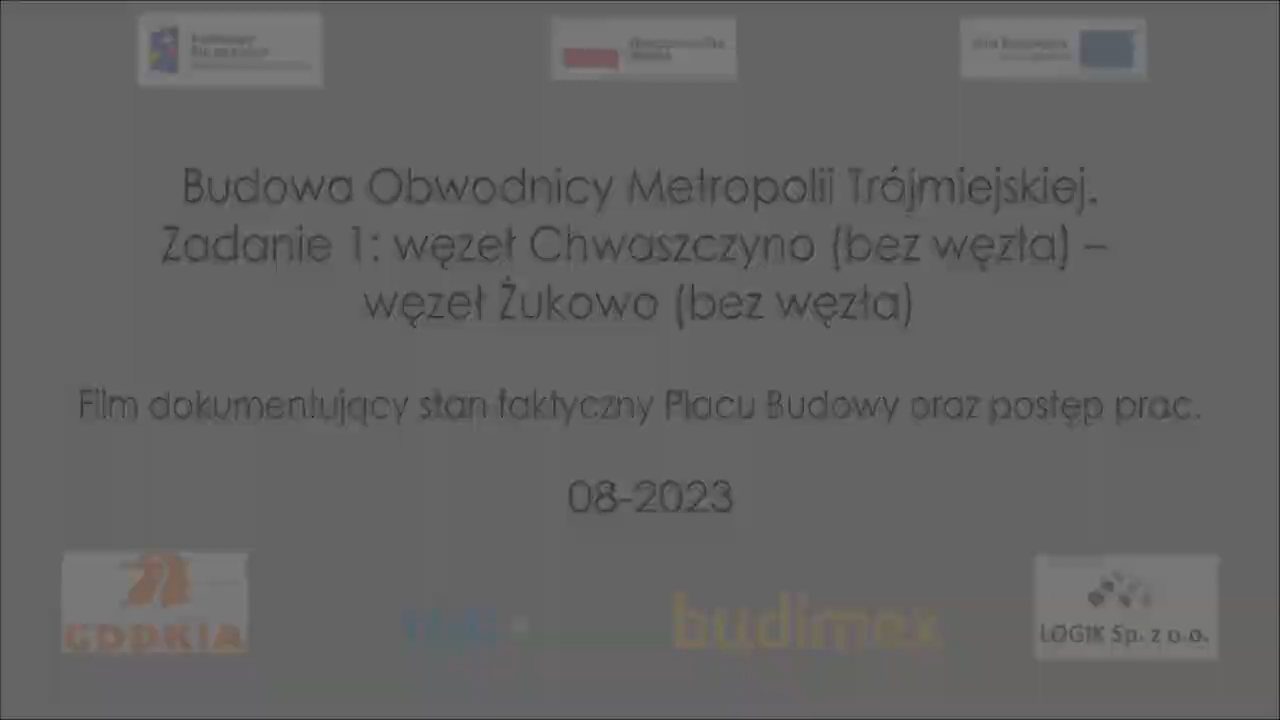 Budowa Obwodnicy Metropolii Trójmiejskiej.
Zadanie 1: węzeł Chwaszczyno (bez węzła) –
węzeł Żukowo (bez węzła)
Film dokumentujący stan faktyczny Placu Budowy oraz postęp prac.
08-2023
GDDKIA
budimex
LOGIK Sp. z o.o.